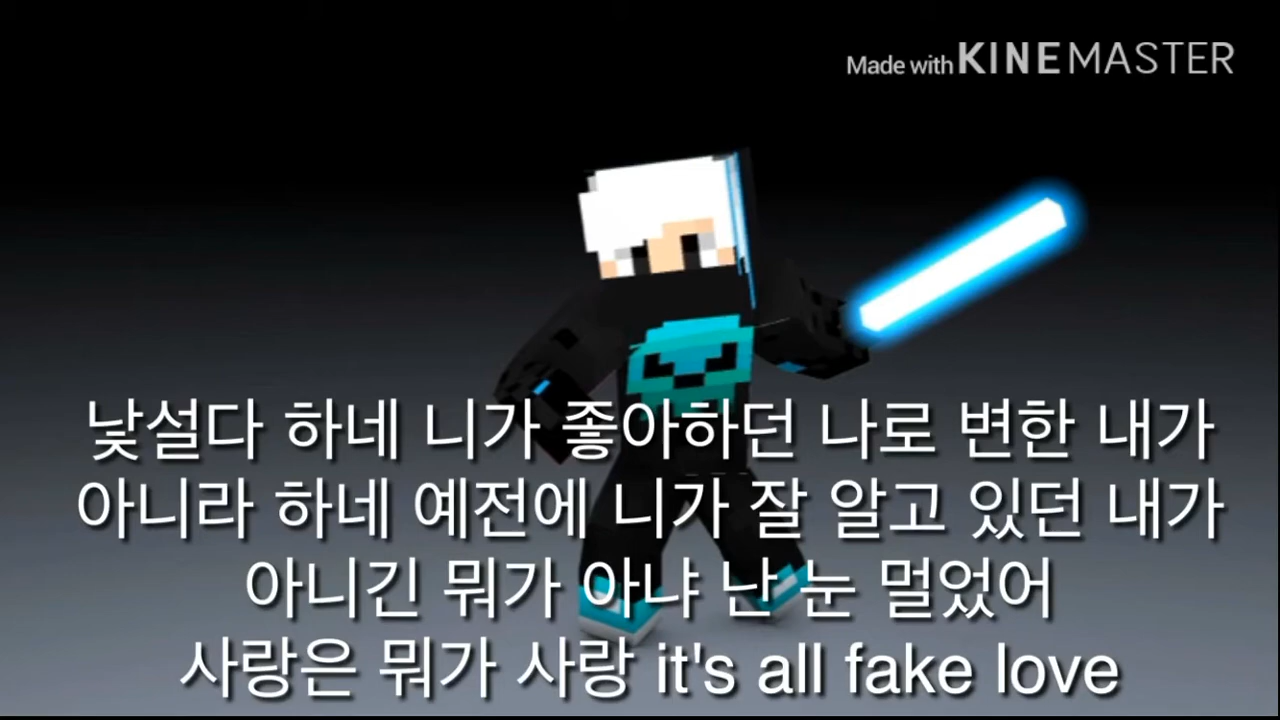 Made with KINEMASTER
낯설다 하네 니가 좋아하던 나로 변한 내가
아니라 하네 예전에 니가 잘 알고 있던 내가
아니긴 뭐가 아냐 난 눈 멀었어
사랑은 뭐가 사랑 it's all fake love